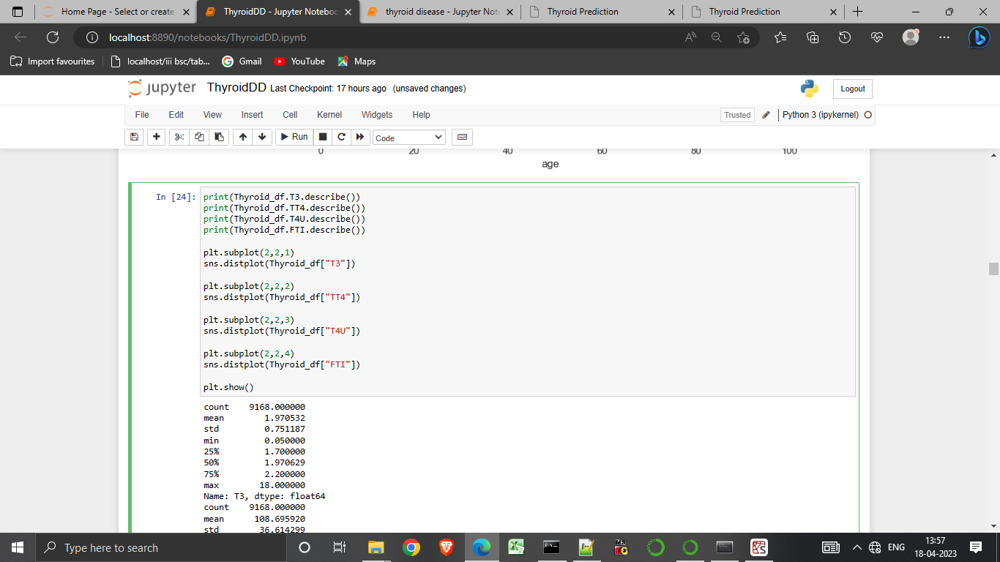 Home Page - Select or create
ThyroidDD - Jupyter Noteboo
thyroid disease - Jupyter Note
Thyroid Prediction
Thyroid Prediction
localhost:8890/notebooks/ThyroidDD.ipynb
Import favourites
localhost/iii bsc/tab...
Gmail
YouTube
Maps
jupyter ThyroidDD Last Checkpoint: 17 hours ago (unsaved changes)
Logout
File Edit View Insert Cell Kernel Widgets Help
Trusted
Python 3 (ipykernel)
Run
Code
0 20 40 60 80 100
age
In [24]:
print(Thyroid_df.T3.describe())
print(Thyroid_df.TT4.describe())
print(Thyroid_df.T4U.describe())
print(Thyroid_df.FTI.describe())
plt.subplot(2,2,1)
sns.distplot(Thyroid_df["T3"])
plt.subplot(2,2,2)
sns.distplot(Thyroid_df["TT4"])
plt.subplot(2,2,3)
sns.distplot(Thyroid_df["T4U"])
plt.subplot(2,2,4)
sns.distplot(Thyroid_df["FTI"])
plt.show()
count 9168.000000
mean 1.970532
std 0.751187
min 0.050000
25% 1.700000
50% 1.970629
75% 2.200000
max 18.000000
Name: T3, dtype: float64
count 9168.000000
mean 108.695920
std 36.614299
Type here to search
ENG
13:57
18-04-2023